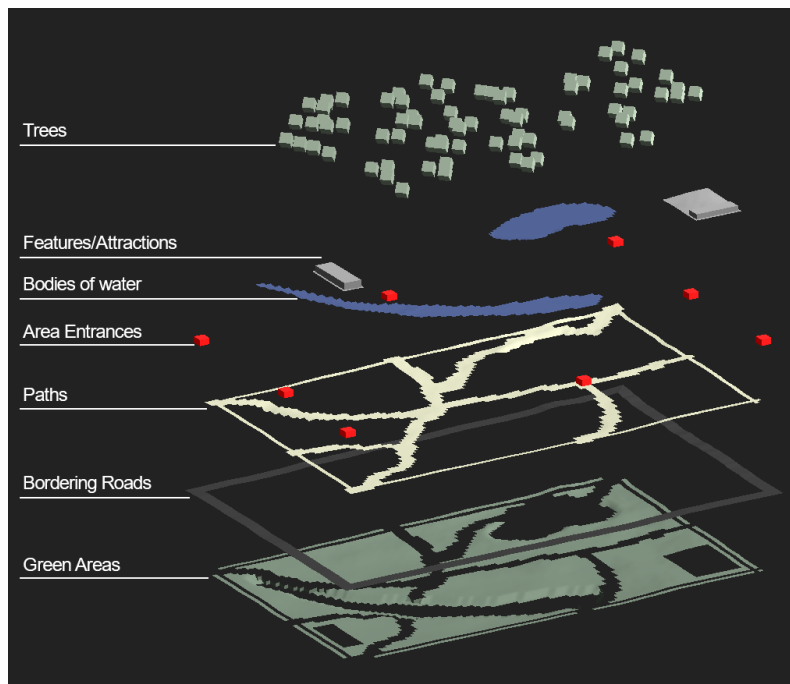 Trees
Features/Attractions
Bodies of water
Area Entrances
Paths
Bordering Roads
Green Areas